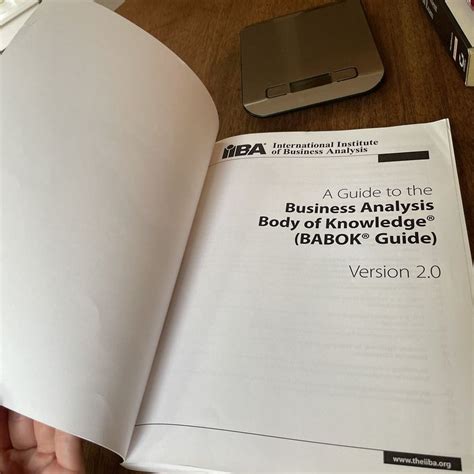 IIBA® International Institute
of Business Analysis
A Guide to the
Business Analysis
Body of Knowledge®
(BABOK® Guide)
Version 2.0
www.theiiba.org